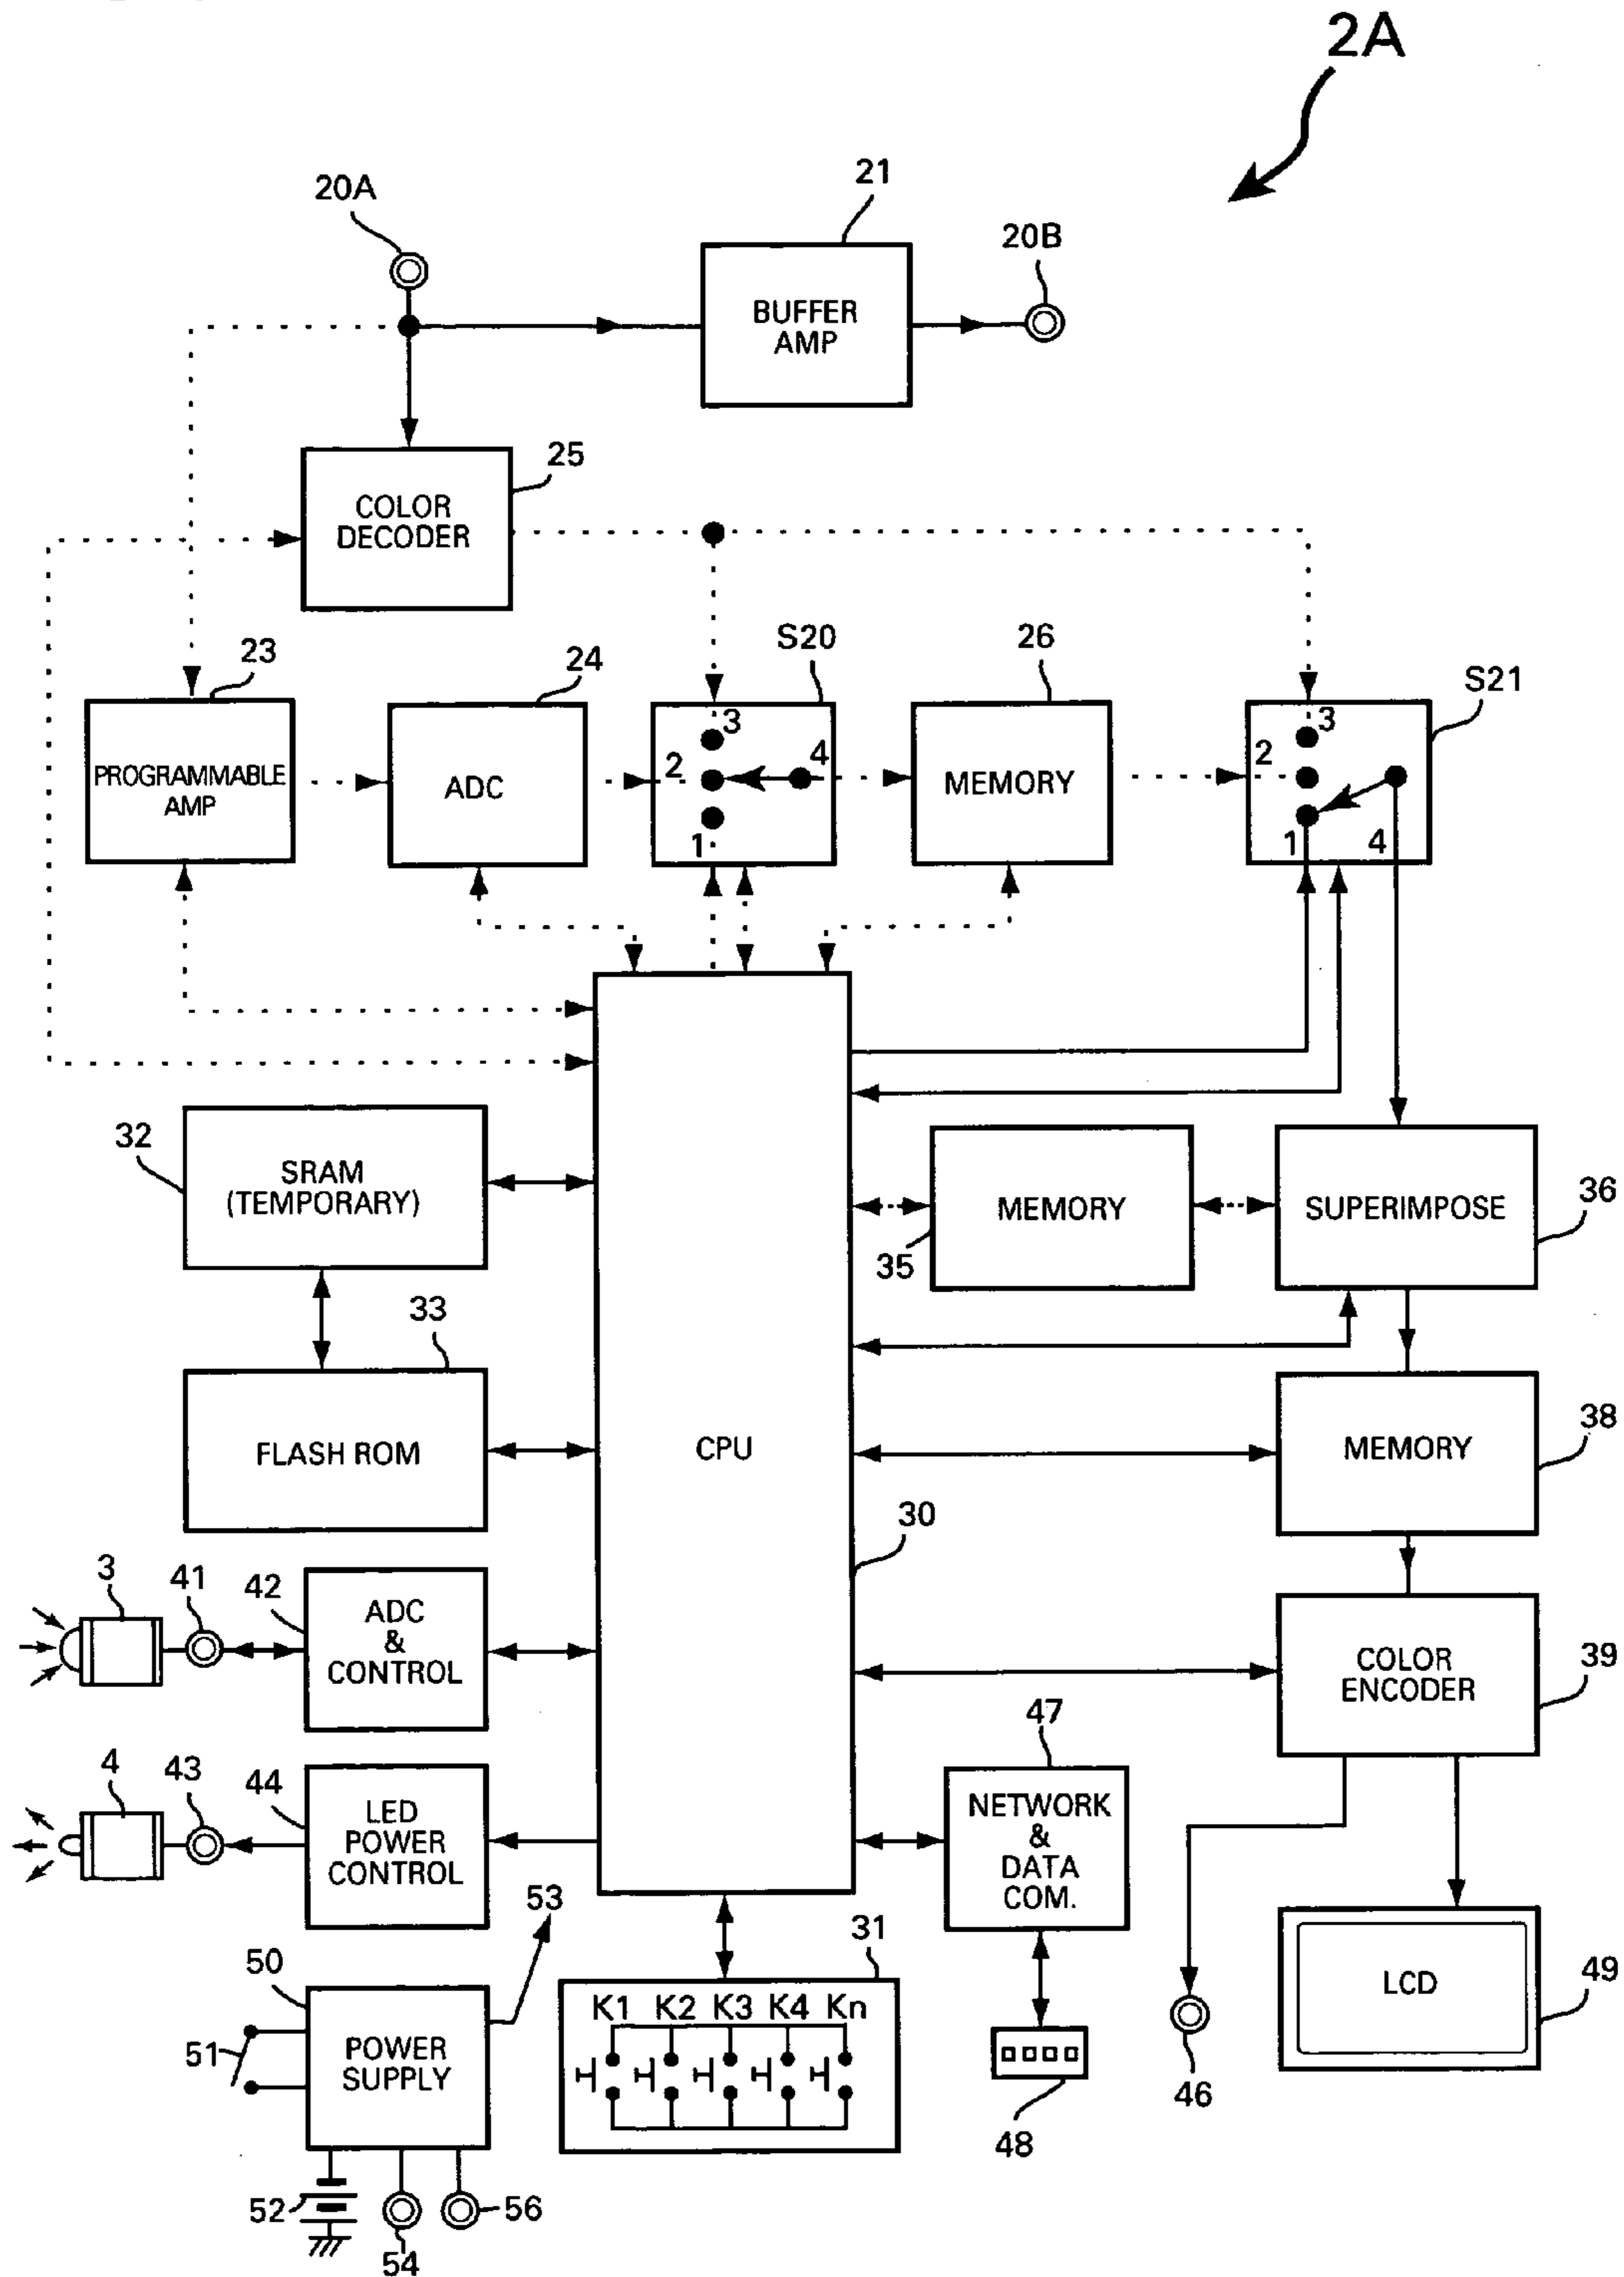 2A
20A
21
20B
BUFFER
AMP
25
COLOR
DECODER
23
24
S20
26
S21
PROGRAMMABLE
AMP
ADC
3
2
4
1
MEMORY
3
2
1
4
32
SRAM
(TEMPORARY)
MEMORY
35
SUPERIMPOSE
36
33
FLASH ROM
CPU
30
MEMORY
38
3
41
42
ADC
&
CONTROL
COLOR
ENCODER
39
4
43
44
LED
POWER
CONTROL
47
NETWORK
&
DATA
COM.
53
50
51
POWER
SUPPLY
31
K1 K2 K3 K4 Kn
48
46
LCD
49
52
54
56